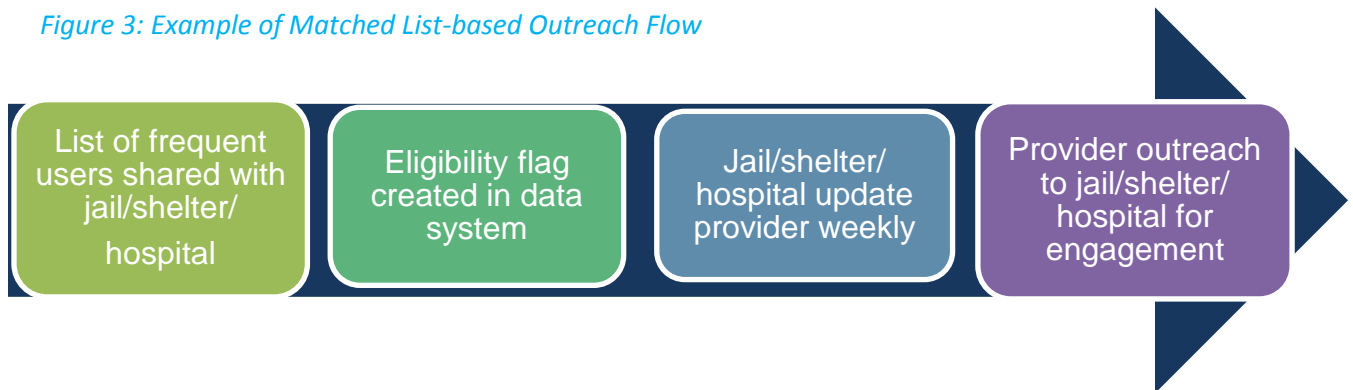 Figure 3: Example of Matched List-based Outreach Flow
List of frequent
users shared with
jail/shelter/
hospital
Eligibility flag
created in data
system
Jail/shelter/
hospital update
provider weekly
Provider outreach
to jail/shelter/
hospital for
engagement